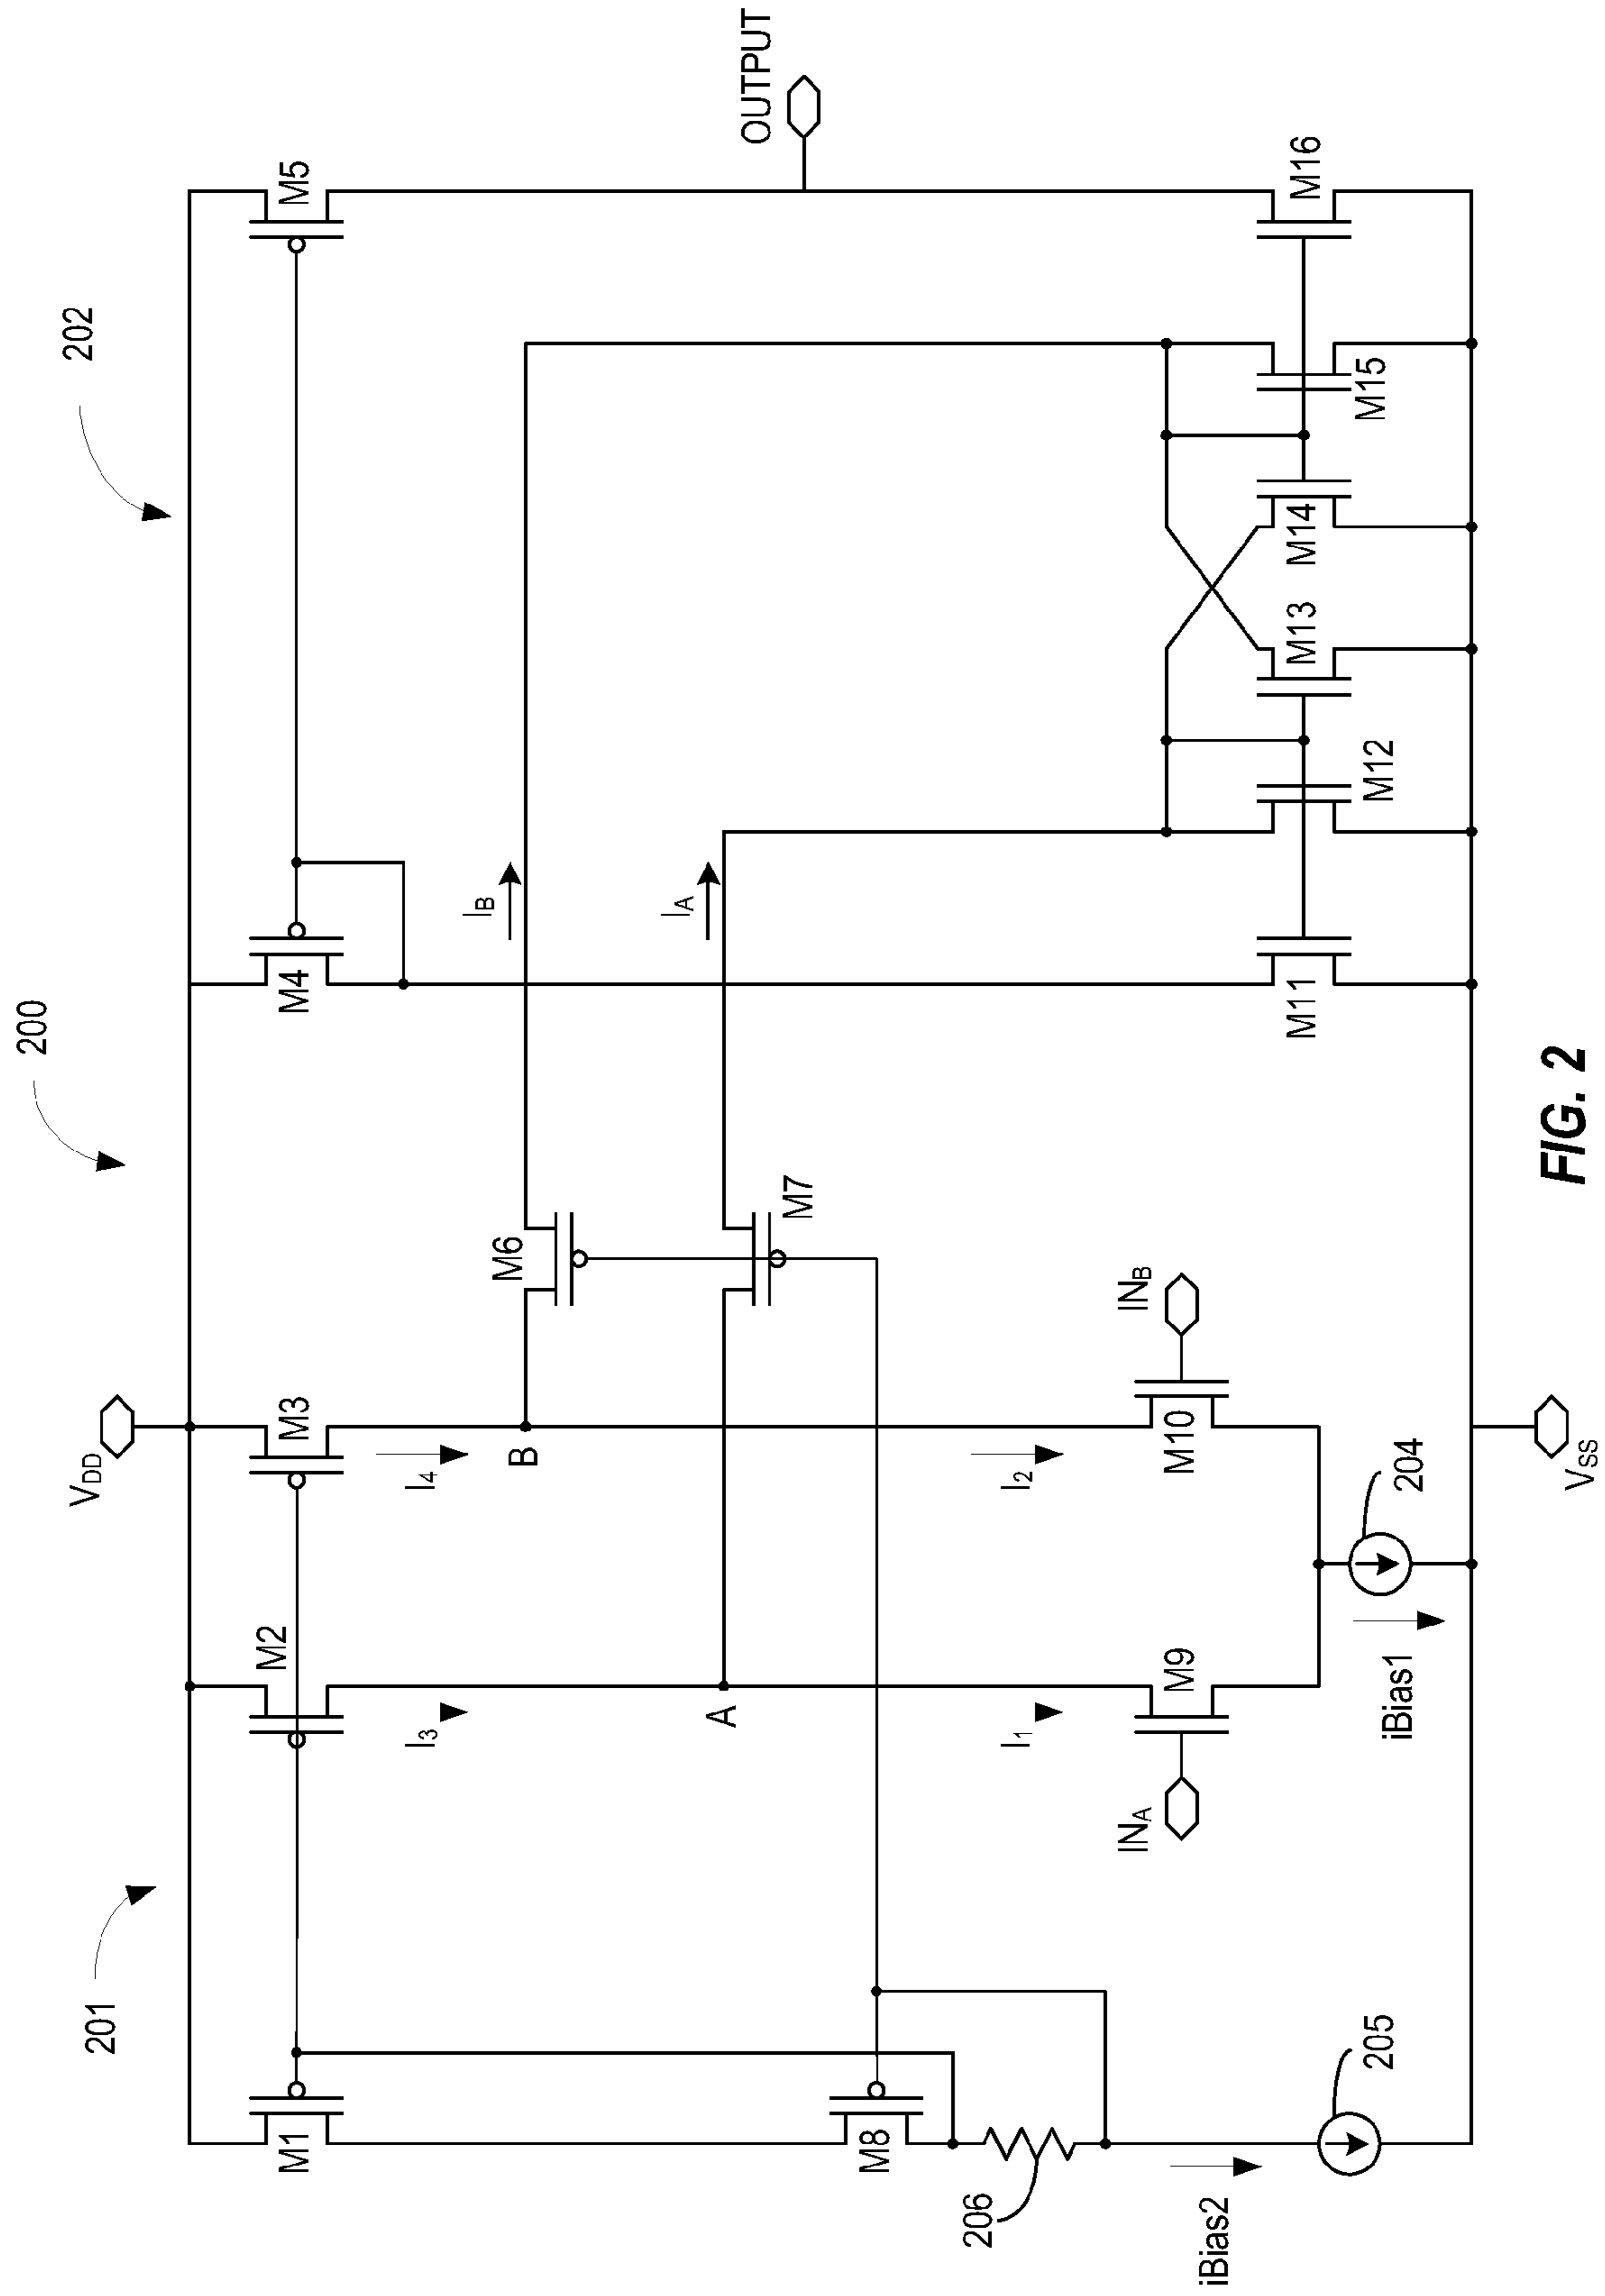 200
201
202
VDD
M1
M2
M3
M4
M5
I3
I4
IB
IA
OUTPUT
B
A
M6
M7
M8
206
I1
I2
INA
M9
M10
INB
M11
M12
M13
M14
M15
M16
iBias2
205
iBias1
204
VSS
FIG. 2